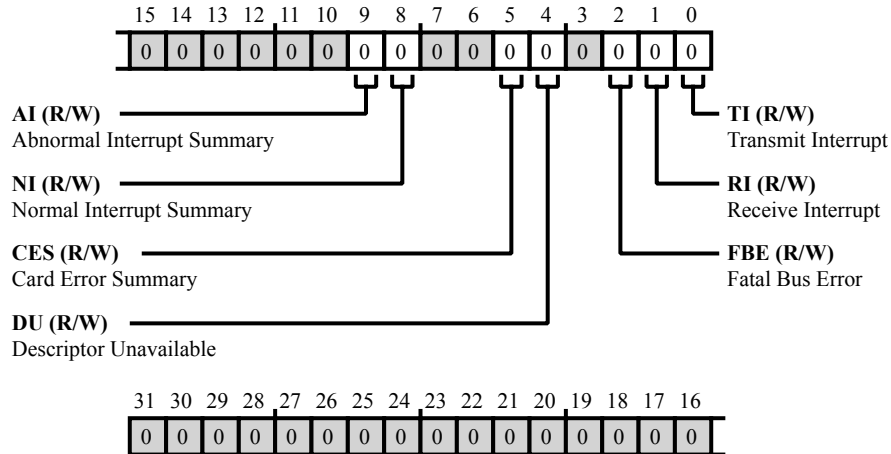 15 14 13 12 11 10 9 8 7 6 5 4 3 2 1 0
0 0 0 0 0 0 0 0 0 0 0 0 0 0 0 0
AI (R/W)
Abnormal Interrupt Summary
TI (R/W)
Transmit Interrupt
NI (R/W)
Normal Interrupt Summary
RI (R/W)
Receive Interrupt
CES (R/W)
Card Error Summary
FBE (R/W)
Fatal Bus Error
DU (R/W)
Descriptor Unavailable
31 30 29 28 27 26 25 24 23 22 21 20 19 18 17 16
0 0 0 0 0 0 0 0 0 0 0 0 0 0 0 0